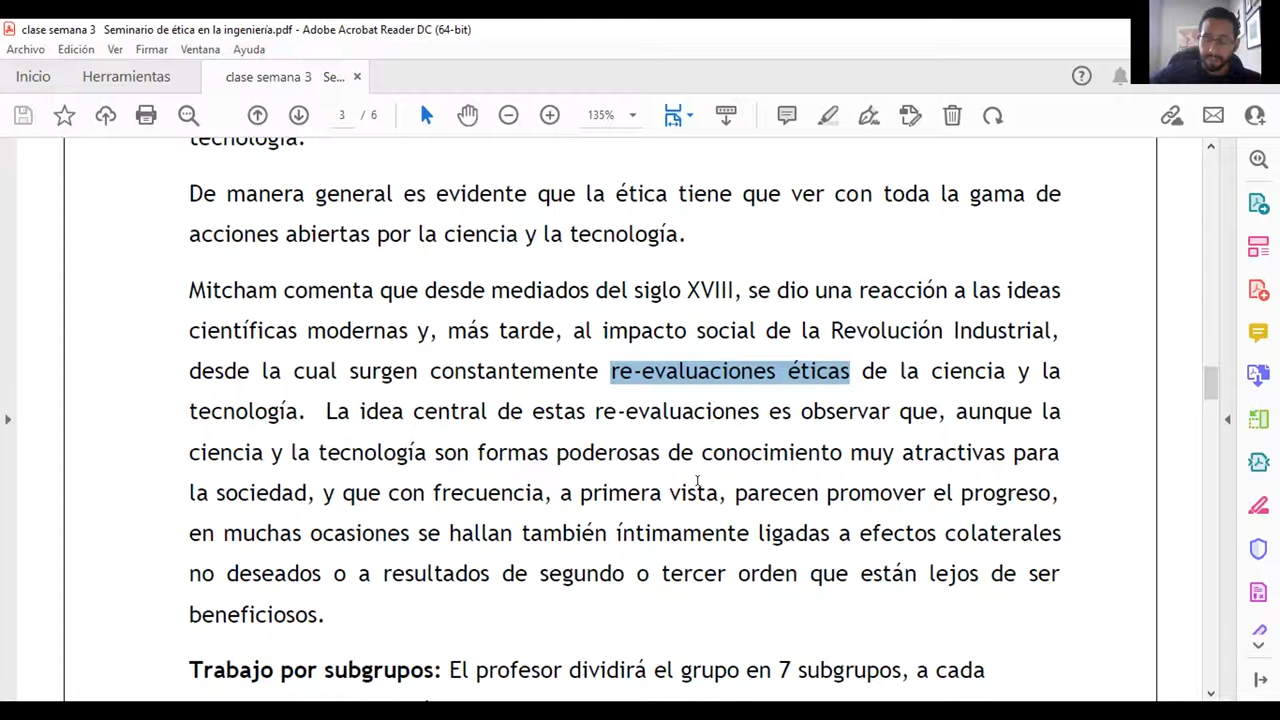 clase semana 3 Seminario de ética en la ingeniería.pdf - Adobe Acrobat Reader DC (64-bit)
Archivo Edición Ver Firmar Ventana Ayuda
Inicio Herramientas clase semana 3 Se... ×
3 / 6 135%
tecnología.
De manera general es evidente que la ética tiene que ver con toda la gama de
acciones abiertas por la ciencia y la tecnología.
Mitcham comenta que desde mediados del siglo XVIII, se dio una reacción a las ideas
científicas modernas y, más tarde, al impacto social de la Revolución Industrial,
desde la cual surgen constantemente re-evaluaciones éticas de la ciencia y la
tecnología. La idea central de estas re-evaluaciones es observar que, aunque la
ciencia y la tecnología son formas poderosas de conocimiento muy atractivas para
la sociedad, y que con frecuencia, a primera vista, parecen promover el progreso,
en muchas ocasiones se hallan también íntimamente ligadas a efectos colaterales
no deseados o a resultados de segundo o tercer orden que están lejos de ser
beneficiosos.
Trabajo por subgrupos: El profesor dividirá el grupo en 7 subgrupos, a cada